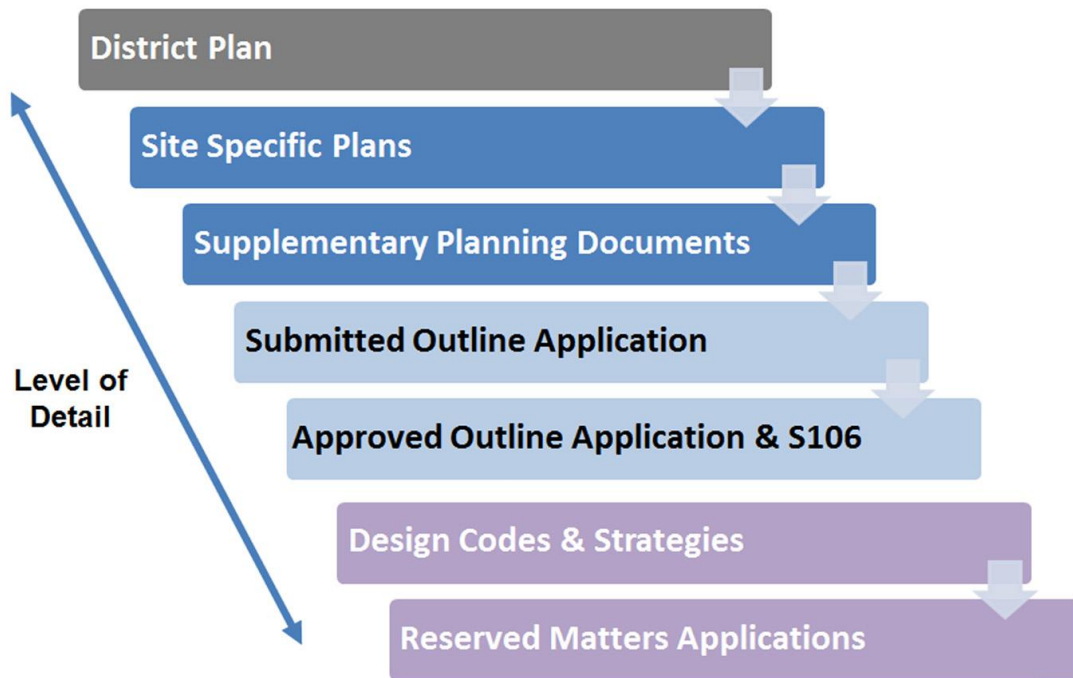 District Plan
Site Specific Plans
Supplementary Planning Documents
Submitted Outline Application
Level of
Detail
Approved Outline Application & S106
Design Codes & Strategies
Reserved Matters Applications